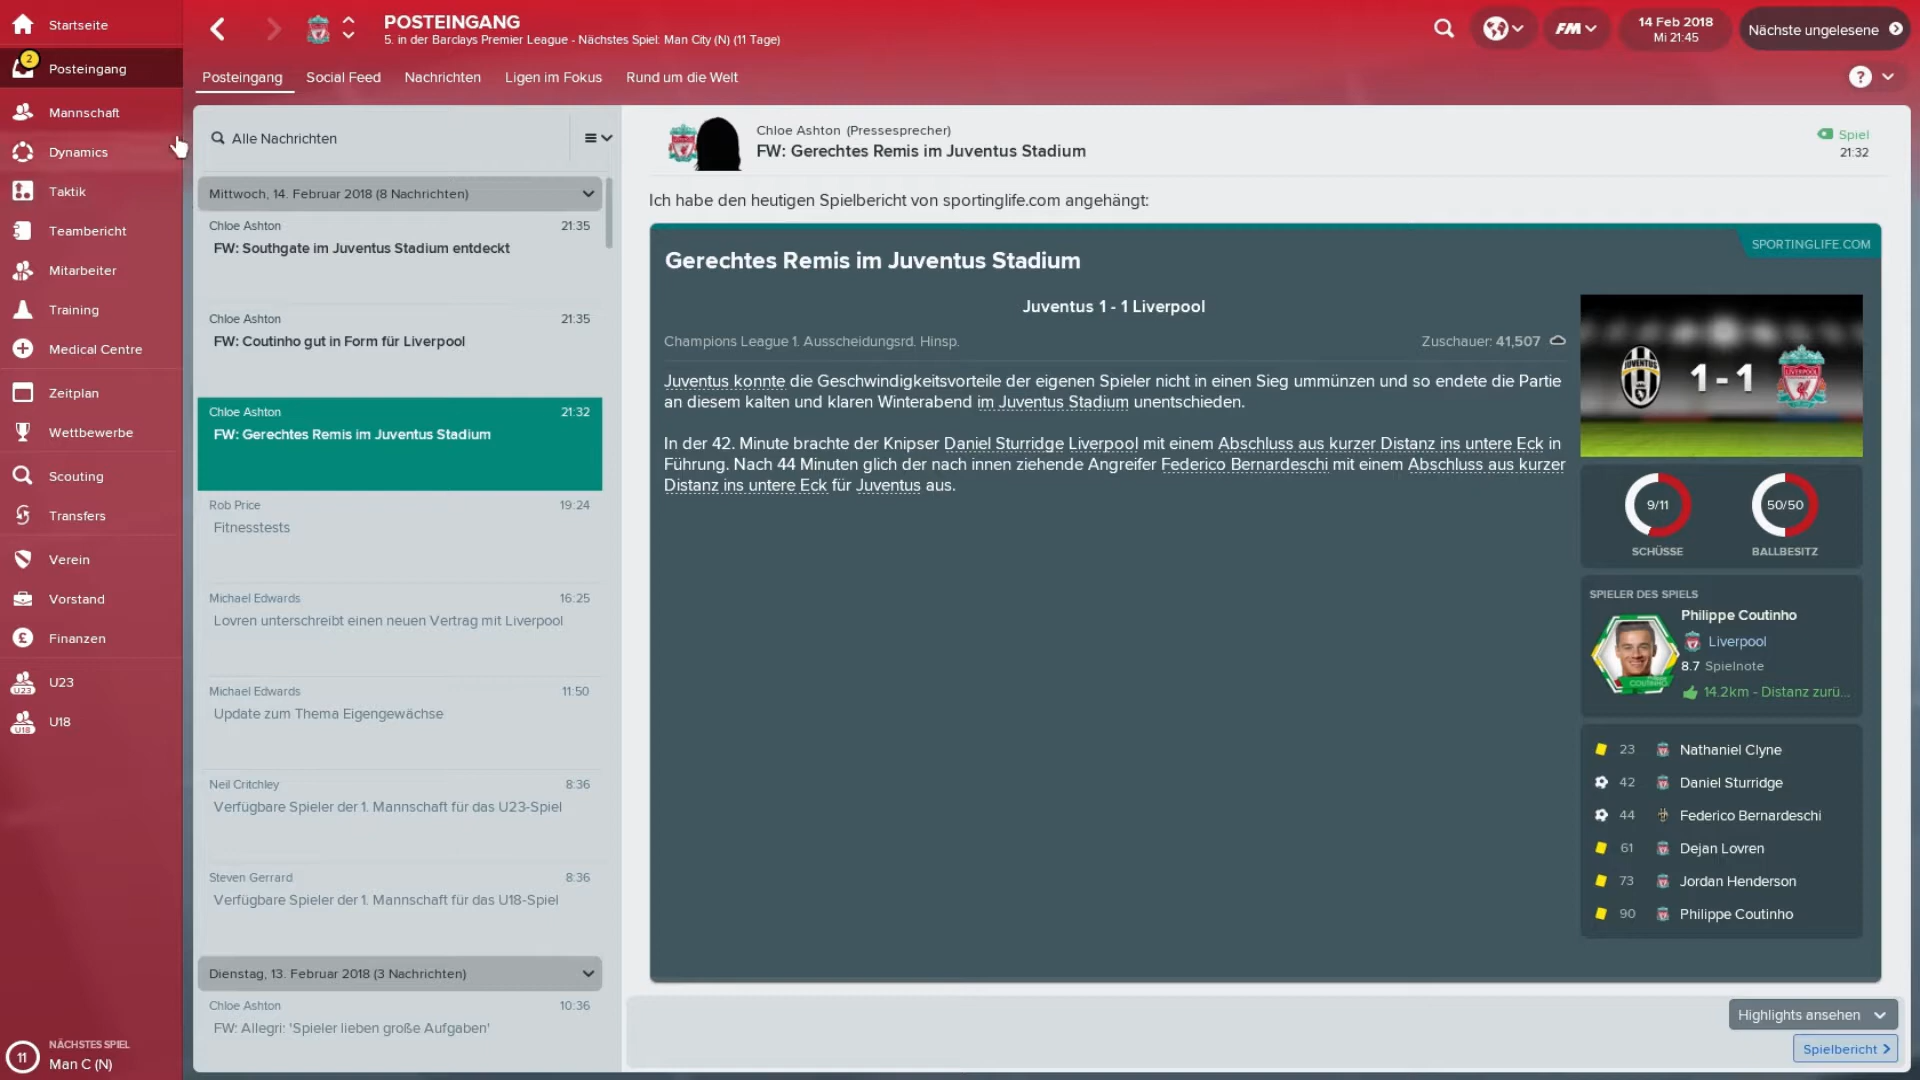 Startseite
2
Posteingang
Mannschaft
Dynamics
Taktik
Teambericht
Mitarbeiter
Training
Medical Centre
Zeitplan
Wettbewerbe
Scouting
Transfers
Verein
Vorstand
Finanzen
U23
U23
U18
U18
11
NÄCHSTES SPIEL
Man C (N)
POSTEINGANG
5. in der Barclays Premier League - Nächstes Spiel: Man City (N) (11 Tage)
FM
14 Feb 2018
Mi 21:45
Nächste ungelesene
Posteingang
Social Feed
Nachrichten
Ligen im Fokus
Rund um die Welt
?
Alle Nachrichten
Mittwoch, 14. Februar 2018 (8 Nachrichten)
Chloe Ashton 21:35
FW: Southgate im Juventus Stadium entdeckt
Chloe Ashton 21:35
FW: Coutinho gut in Form für Liverpool
Chloe Ashton 21:32
FW: Gerechtes Remis im Juventus Stadium
Rob Price 19:24
Fitnesstests
Michael Edwards 16:25
Lovren unterschreibt einen neuen Vertrag mit Liverpool
Michael Edwards 11:50
Update zum Thema Eigengewächse
Neil Critchley 8:36
Verfügbare Spieler der 1. Mannschaft für das U23-Spiel
Steven Gerrard 8:36
Verfügbare Spieler der 1. Mannschaft für das U18-Spiel
Dienstag, 13. Februar 2018 (3 Nachrichten)
Chloe Ashton 10:36
FW: Allegri: 'Spieler lieben große Aufgaben'
Chloe Ashton (Pressesprecher)
FW: Gerechtes Remis im Juventus Stadium
Spiel
21:32
Ich habe den heutigen Spielbericht von sportinglife.com angehängt:
SPORTINGLIFE.COM
Gerechtes Remis im Juventus Stadium
Juventus 1 - 1 Liverpool
Champions League 1. Ausscheidungsrd. Hinsp.
Zuschauer: 41,507
Juventus konnte die Geschwindigkeitsvorteile der eigenen Spieler nicht in einen Sieg ummünzen und so endete die Partie
an diesem kalten und klaren Winterabend im Juventus Stadium unentschieden.
In der 42. Minute brachte der Knipser Daniel Sturridge Liverpool mit einem Abschluss aus kurzer Distanz ins untere Eck in
Führung. Nach 44 Minuten glich der nach innen ziehende Angreifer Federico Bernardeschi mit einem Abschluss aus kurzer
Distanz ins untere Eck für Juventus aus.
1 - 1
9/11
50/50
SCHÜSSE
BALLBESITZ
SPIELER DES SPIELS
Philippe Coutinho
Liverpool
8.7 Spielnote
14.2km - Distanz zurü...
COUTINHO
23 Nathaniel Clyne
42 Daniel Sturridge
44 Federico Bernardeschi
61 Dejan Lovren
73 Jordan Henderson
90 Philippe Coutinho
Highlights ansehen
Spielbericht